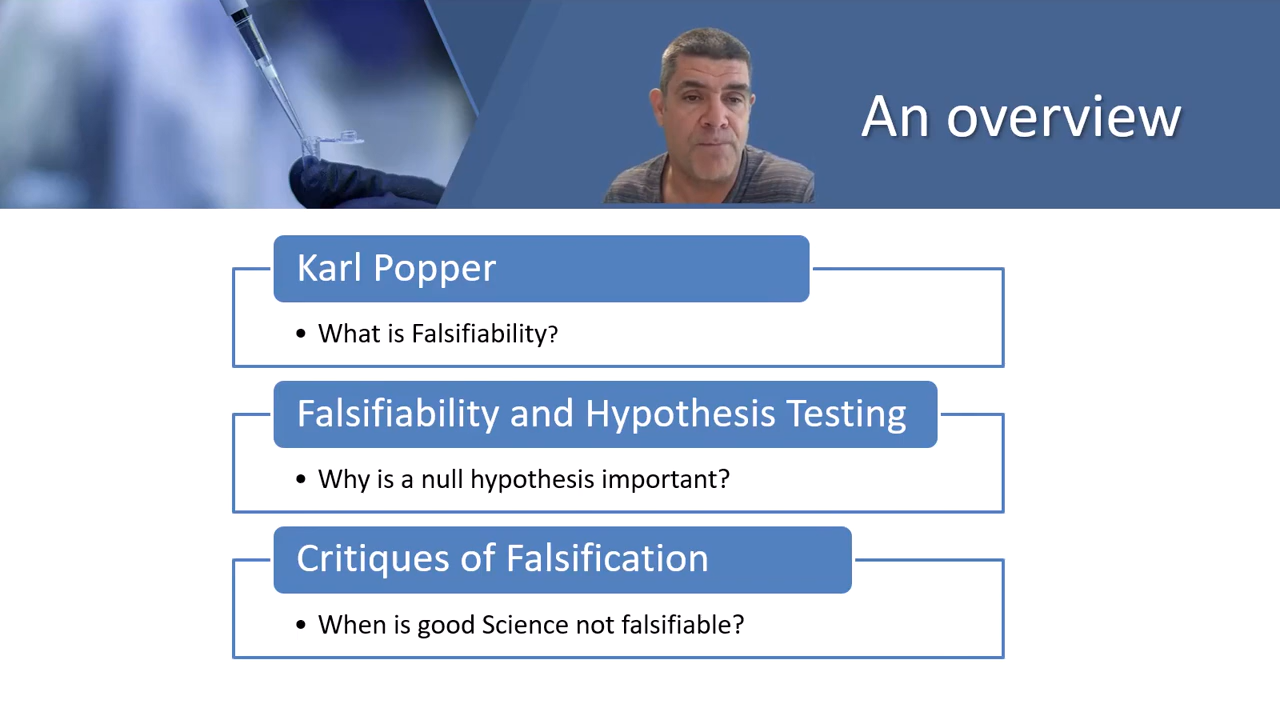 An overview
Karl Popper
• What is Falsifiability?
Falsifiability and Hypothesis Testing
• Why is a null hypothesis important?
Critiques of Falsification
• When is good Science not falsifiable?